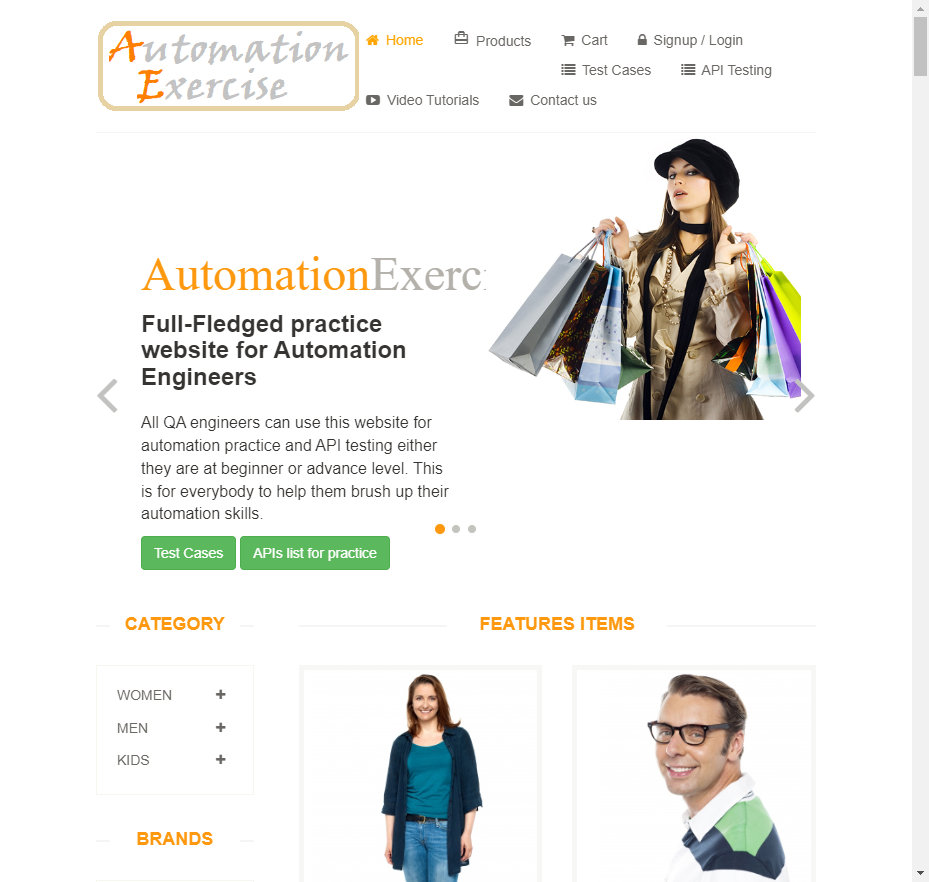 Automation
Exercise
Home
Products
Cart
Signup / Login
Test Cases
API Testing
Video Tutorials
Contact us
AutomationExerc
Full-Fledged practice
website for Automation
Engineers
All QA engineers can use this website for
automation practice and API testing either
they are at beginner or advance level. This
is for everybody to help them brush up their
automation skills.
Test Cases
APIs list for practice
CATEGORY
WOMEN
MEN
KIDS
BRANDS
FEATURES ITEMS